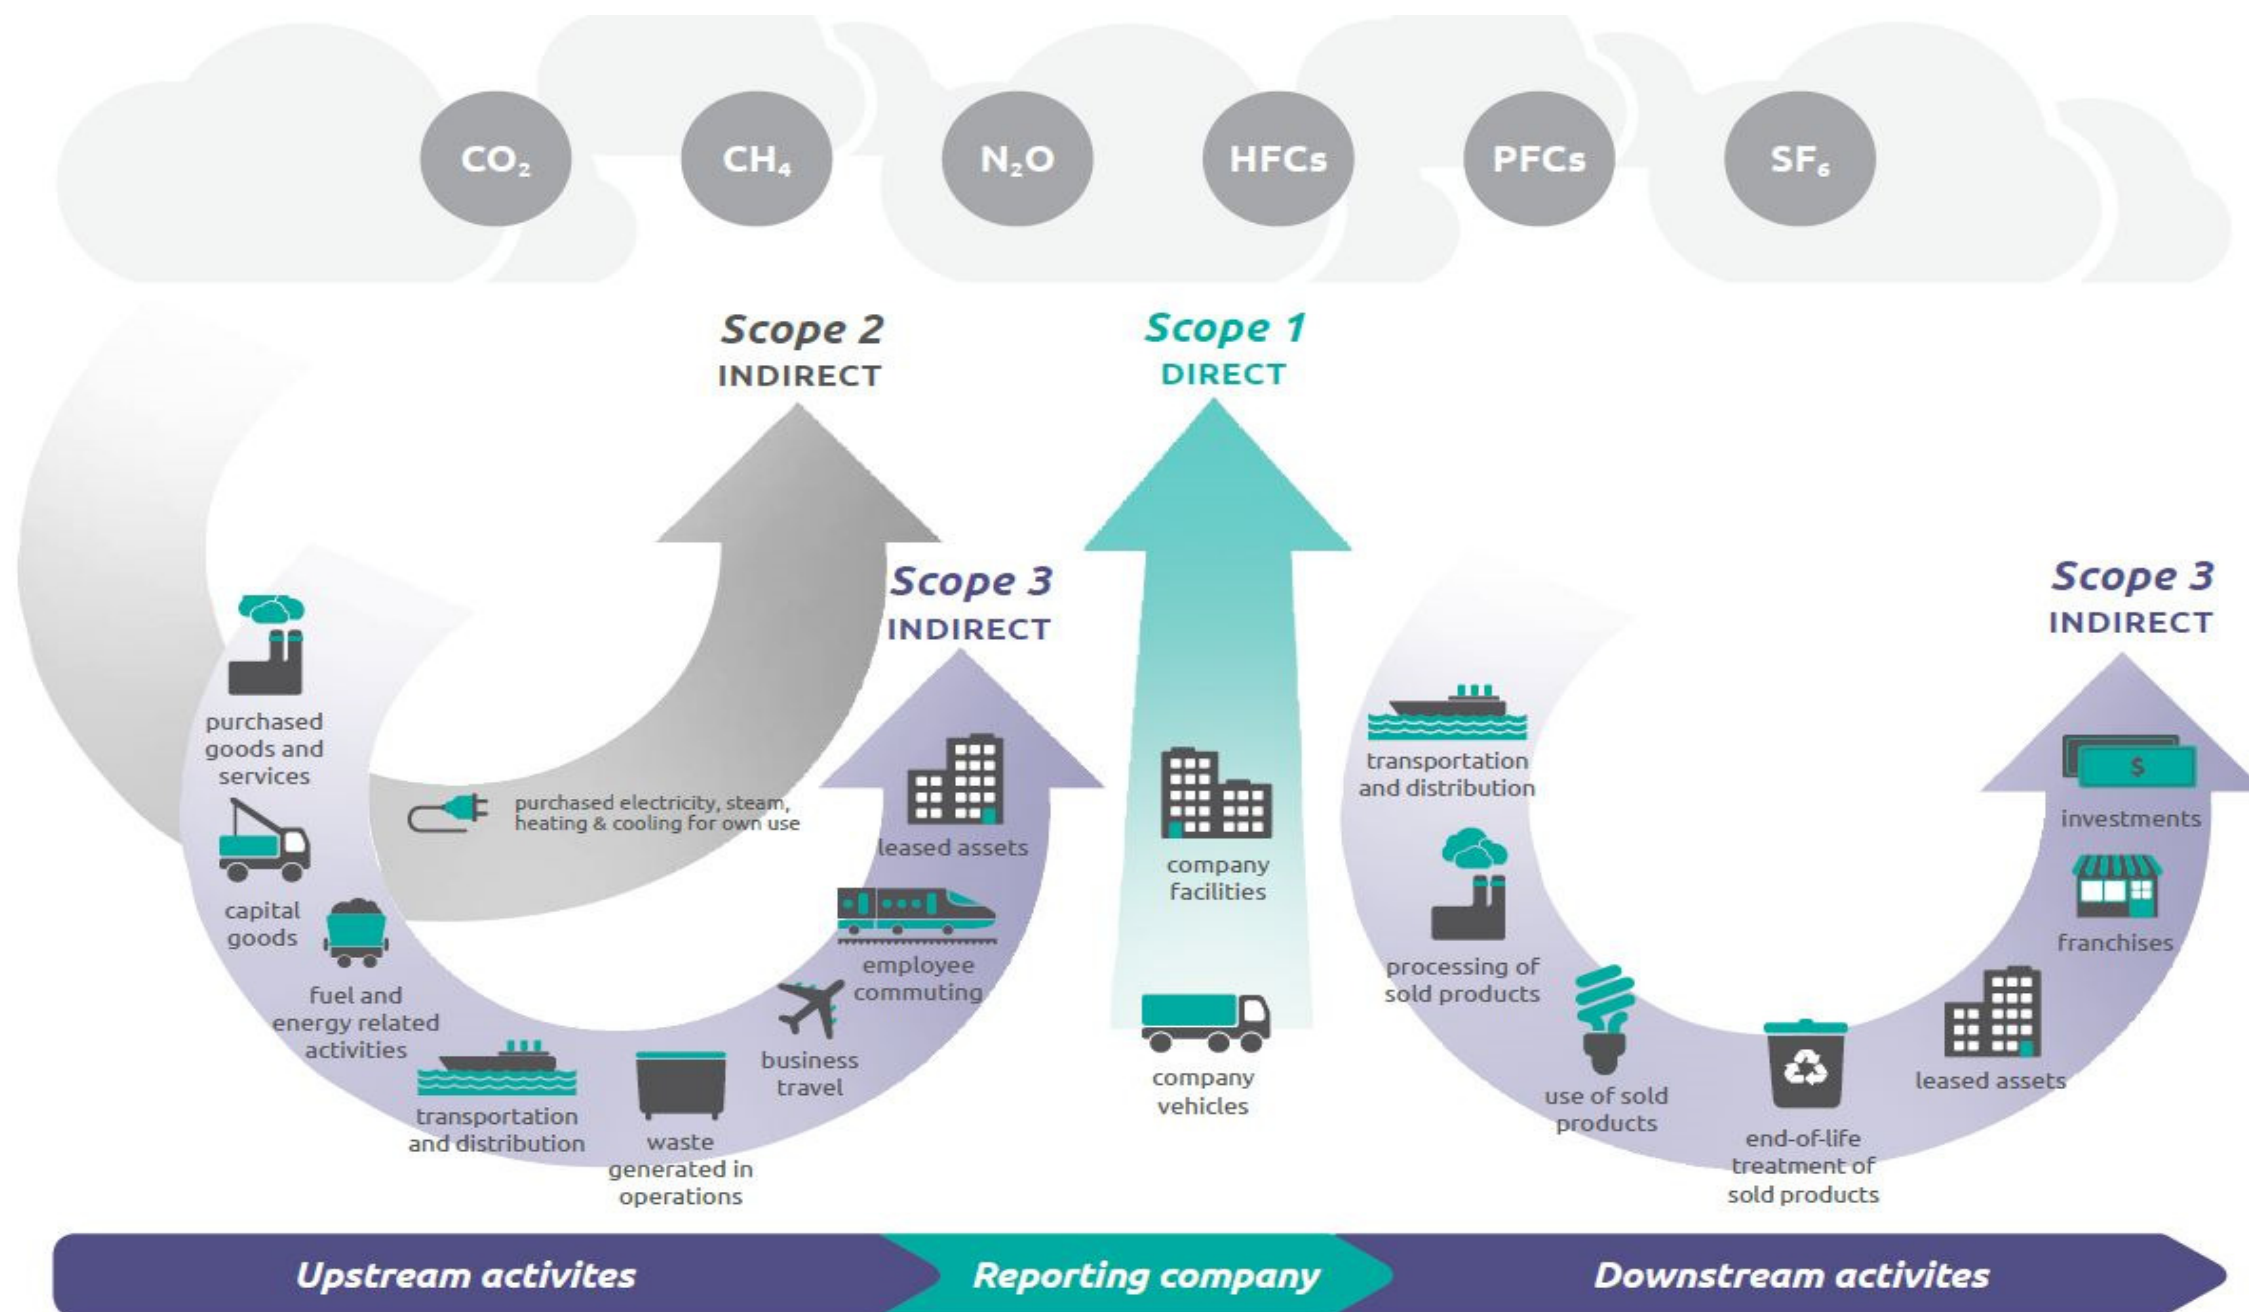 CO₂
CH₄
N₂O
HFCs
PFCs
SF₆
Scope 2
INDIRECT
Scope 1
DIRECT
Scope 3
INDIRECT
Scope 3
INDIRECT
purchased
goods and
services
capital
goods
fuel and
energy related
activities
transportation
and distribution
waste
generated in
operations
business
travel
employee
commuting
leased assets
purchased electricity, steam,
heating & cooling for own use
company
facilities
company
vehicles
transportation
and distribution
processing of
sold products
use of sold
products
end-of-life
treatment of
sold products
leased assets
franchises
$
investments
Upstream activites
Reporting company
Downstream activites